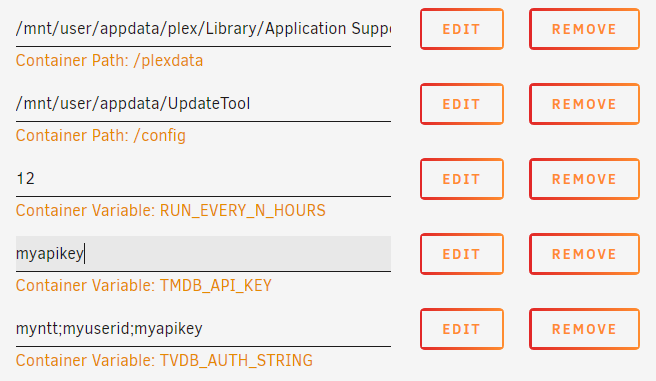 /mnt/user/appdata/plex/Library/Application Supp
EDIT
REMOVE
Container Path: /plexdata
/mnt/user/appdata/UpdateTool
EDIT
REMOVE
Container Path: /config
12
EDIT
REMOVE
Container Variable: RUN_EVERY_N_HOURS
myapikey
EDIT
REMOVE
Container Variable: TMDB_API_KEY
myntt;myuserid;myapikey
EDIT
REMOVE
Container Variable: TVDB_AUTH_STRING